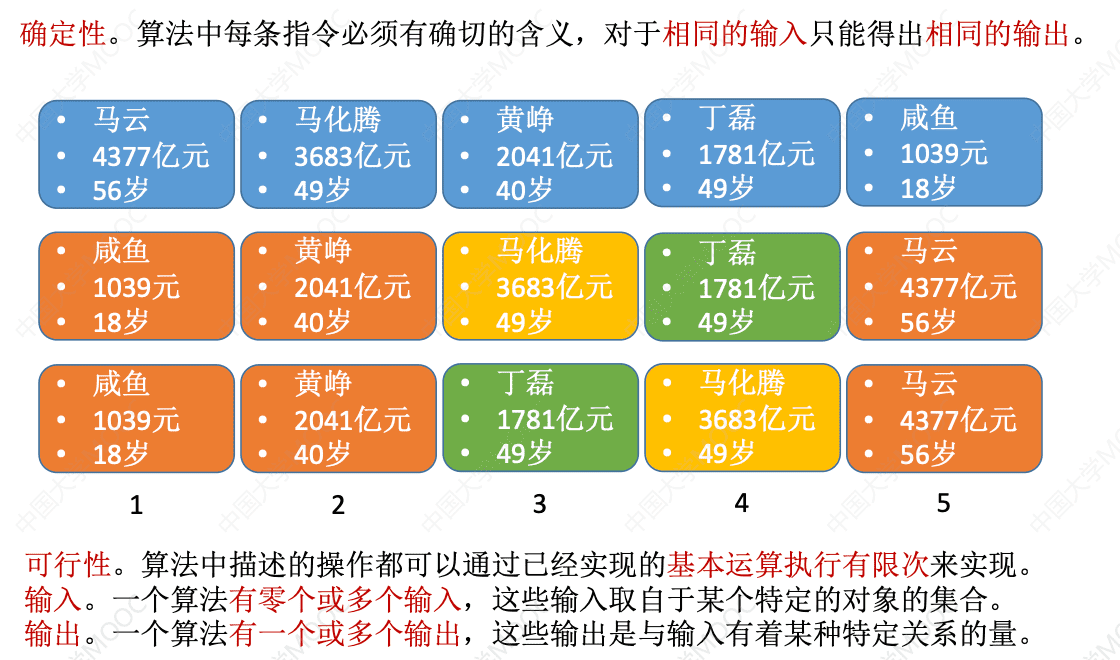 确定性。算法中每条指令必须有确切的含义，对于相同的输入只能得出相同的输出。
• 马云
• 4377亿元
• 56岁
• 马化腾
• 3683亿元
• 49岁
• 黄峥
• 2041亿元
• 40岁
• 丁磊
• 1781亿元
• 49岁
• 咸鱼
• 1039元
• 18岁
• 咸鱼
• 1039元
• 18岁
• 黄峥
• 2041亿元
• 40岁
• 马化腾
• 3683亿元
• 49岁
• 丁磊
• 1781亿元
• 49岁
• 马云
• 4377亿元
• 56岁
• 咸鱼
• 1039元
• 18岁
• 黄峥
• 2041亿元
• 40岁
• 丁磊
• 1781亿元
• 49岁
• 马化腾
• 3683亿元
• 49岁
• 马云
• 4377亿元
• 56岁
1
2
3
4
5
可行性。算法中描述的操作都可以通过已经实现的基本运算执行有限次来实现。
输入。一个算法有零个或多个输入，这些输入取自于某个特定的对象的集合。
输出。一个算法有一个或多个输出，这些输出是与输入有着某种特定关系的量。
中国大学MOOC